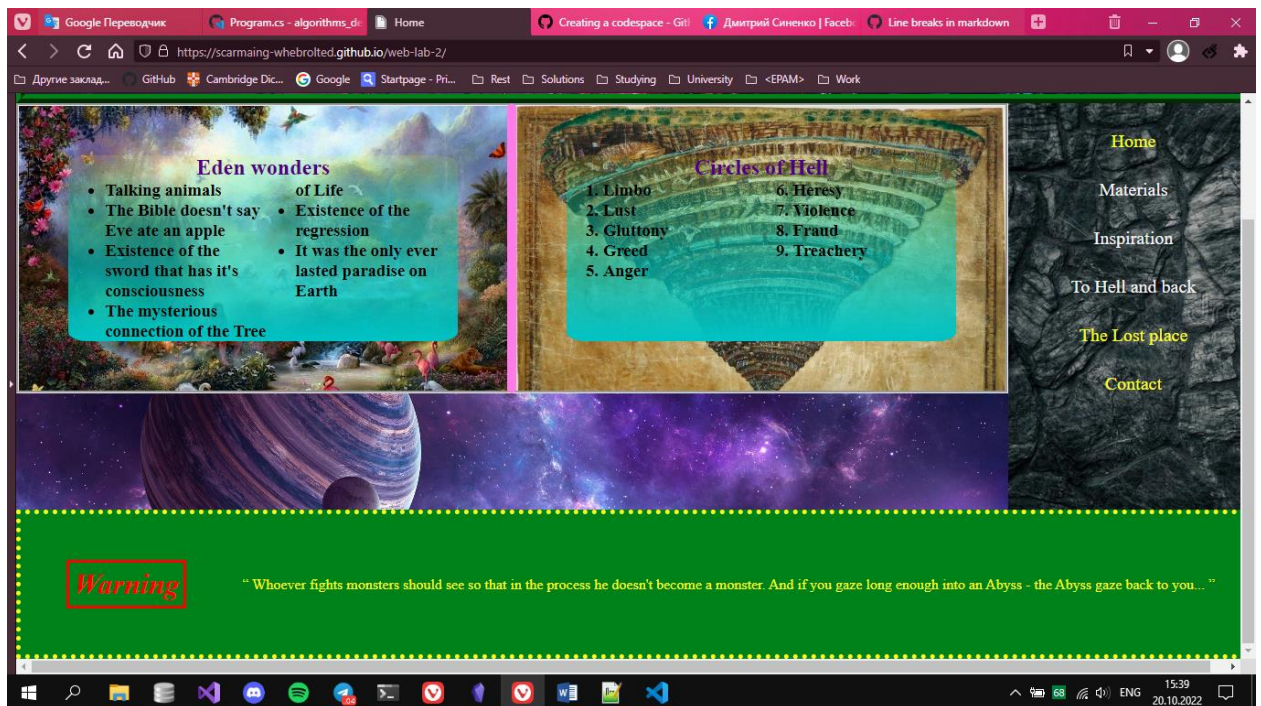 Google Переводчик
Program.cs - algorithms_de
Home
Creating a codespace - Gitl
Дмитрий Синенко | Facebo
Line breaks in markdown
https://scarmaing-whebrolted.github.io/web-lab-2/
Другие заклад...
GitHub
Cambridge Dic...
Google
Startpage - Pri...
Rest
Solutions
Studying
University
<EPAM>
Work
Eden wonders
• Talking animals
• The Bible doesn't say
Eve ate an apple
• Existence of the
sword that has it's
consciousness
• The mysterious
connection of the Tree
of Life
• Existence of the
regression
• It was the only ever
lasted paradise on
Earth
Circles of Hell
1. Limbo
2. Lust
3. Gluttony
4. Greed
5. Anger
6. Heresy
7. Violence
8. Fraud
9. Treachery
Home
Materials
Inspiration
To Hell and back
The Lost place
Contact
Warning
“ Whoever fights monsters should see so that in the process he doesn't become a monster. And if you gaze long enough into an Abyss - the Abyss gaze back to you... ”
68
ENG
15:39
20.10.2022